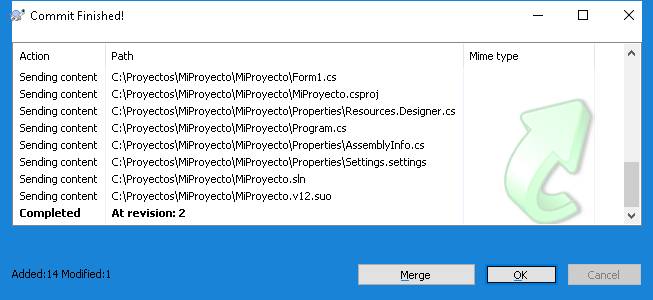 Commit Finished!
Action Path Mime type
Sending content C:\Proyectos\MiProyecto\MiProyecto\Form1.cs
Sending content C:\Proyectos\MiProyecto\MiProyecto\MiProyecto.csproj
Sending content C:\Proyectos\MiProyecto\MiProyecto\Properties\Resources.Designer.cs
Sending content C:\Proyectos\MiProyecto\MiProyecto\Program.cs
Sending content C:\Proyectos\MiProyecto\MiProyecto\Properties\AssemblyInfo.cs
Sending content C:\Proyectos\MiProyecto\MiProyecto\Properties\Settings.settings
Sending content C:\Proyectos\MiProyecto\MiProyecto.sln
Sending content C:\Proyectos\MiProyecto\MiProyecto.v12.suo
Completed At revision: 2
Added:14 Modified:1 Merge OK Cancel